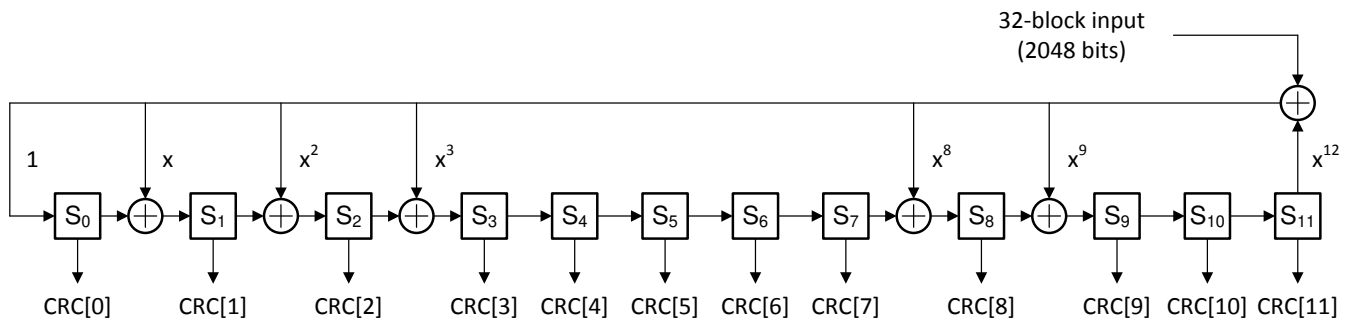 32-block input
(2048 bits)
1 x x² x³ x⁸ x⁹ x¹²
S₀ S₁ S₂ S₃ S₄ S₅ S₆ S₇ S₈ S₉ S₁₀ S₁₁
CRC[0] CRC[1] CRC[2] CRC[3] CRC[4] CRC[5] CRC[6] CRC[7] CRC[8] CRC[9] CRC[10] CRC[11]